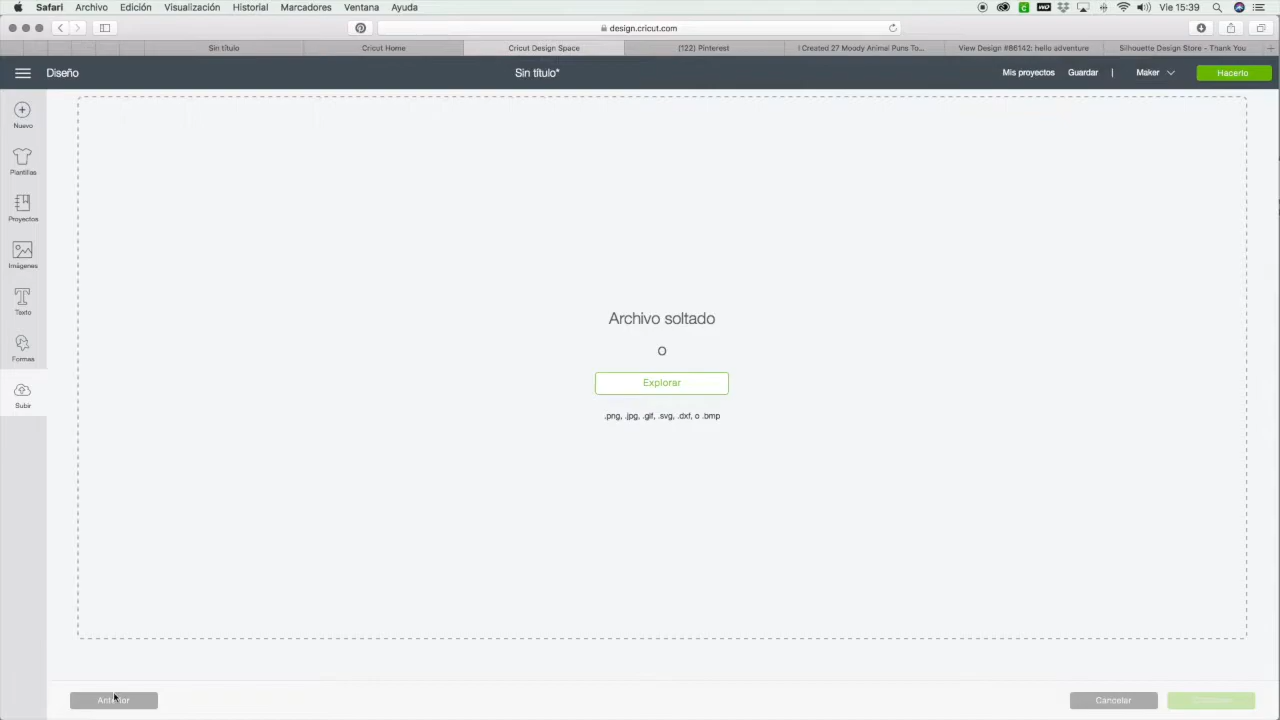 Safari Archivo Edición Visualización Historial Marcadores Ventana Ayuda Vie 15:39
design.cricut.com
Sin título Cricut Home Cricut Design Space (122) Pinterest I Created 27 Moody Animal Puns To... View Design #86142: hello adventure Silhouette Design Store - Thank You
Diseño Sin título* Mis proyectos Guardar | Maker Hacerlo
Nuevo
Plantillas
Proyectos
Imágenes
Texto
Formas
Subir
Archivo soltado
O
Explorar
.png, .jpg, .gif, .svg, .dxf, o .bmp
Anterior Cancelar